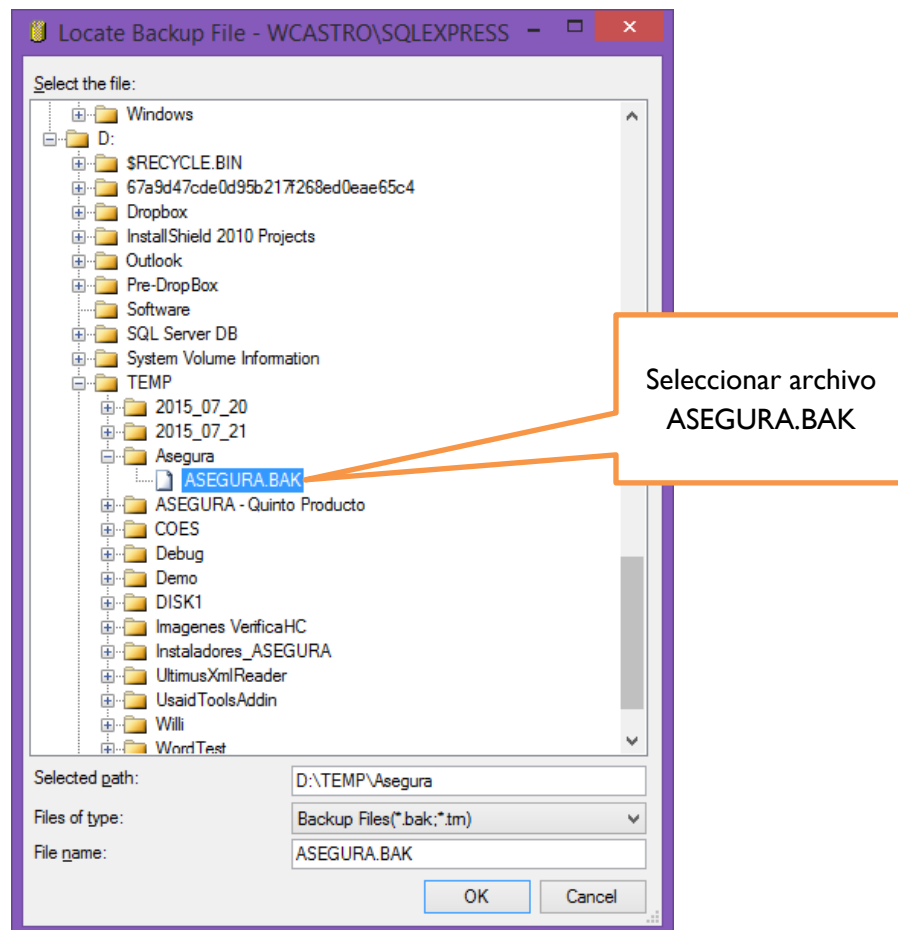 Locate Backup File - WCASTRO\SQLEXPRESS
Select the file:
Windows
D:
$RECYCLE.BIN
67a9d47cde0d95b217f268ed0eae65c4
Dropbox
InstallShield 2010 Projects
Outlook
Pre-DropBox
Software
SQL Server DB
System Volume Information
TEMP
2015_07_20
2015_07_21
Asegura
ASEGURA.BAK
ASEGURA - Quinto Producto
COES
Debug
Demo
DISK1
Imagenes VerificaHC
Instaladores_ASEGURA
UltimusXmlReader
UsaidToolsAddin
Willi
WordTest
Seleccionar archivo
ASEGURA.BAK
Selected path:
D:\TEMP\Asegura
Files of type:
Backup Files(*.bak;*.trn)
File name:
ASEGURA.BAK
OK
Cancel